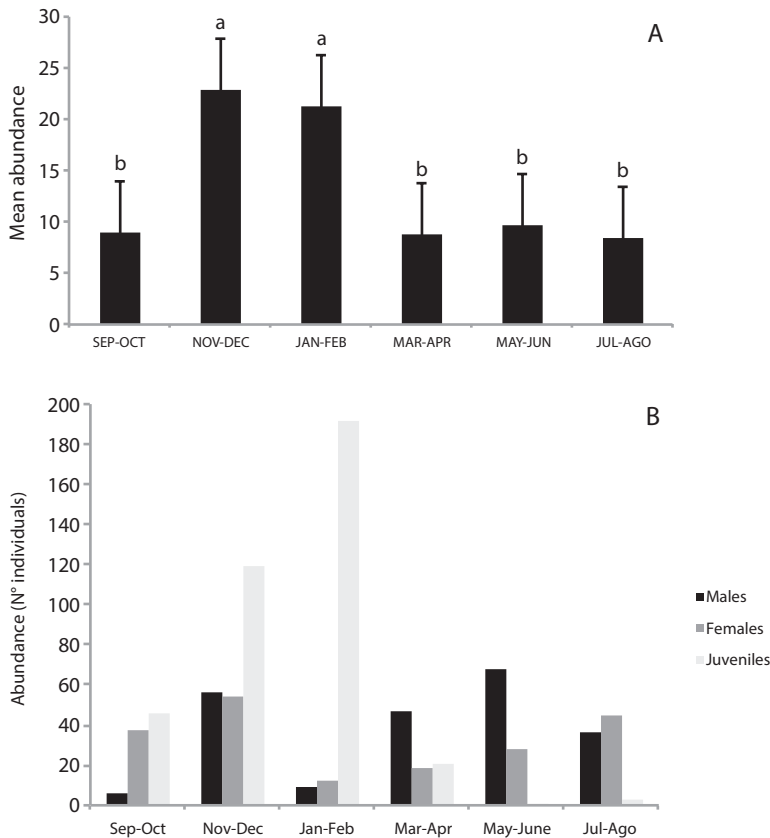 A
Mean abundance
30
25
20
15
10
5
0
b
a
a
b
b
b
SEP-OCT NOV-DEC JAN-FEB MAR-APR MAY-JUN JUL-AGO
B
Abundance (N° individuals)
200
180
160
140
120
100
80
60
40
20
0
Sep-Oct Nov-Dec Jan-Feb Mar-Apr May-June Jul-Ago
Males
Females
Juveniles